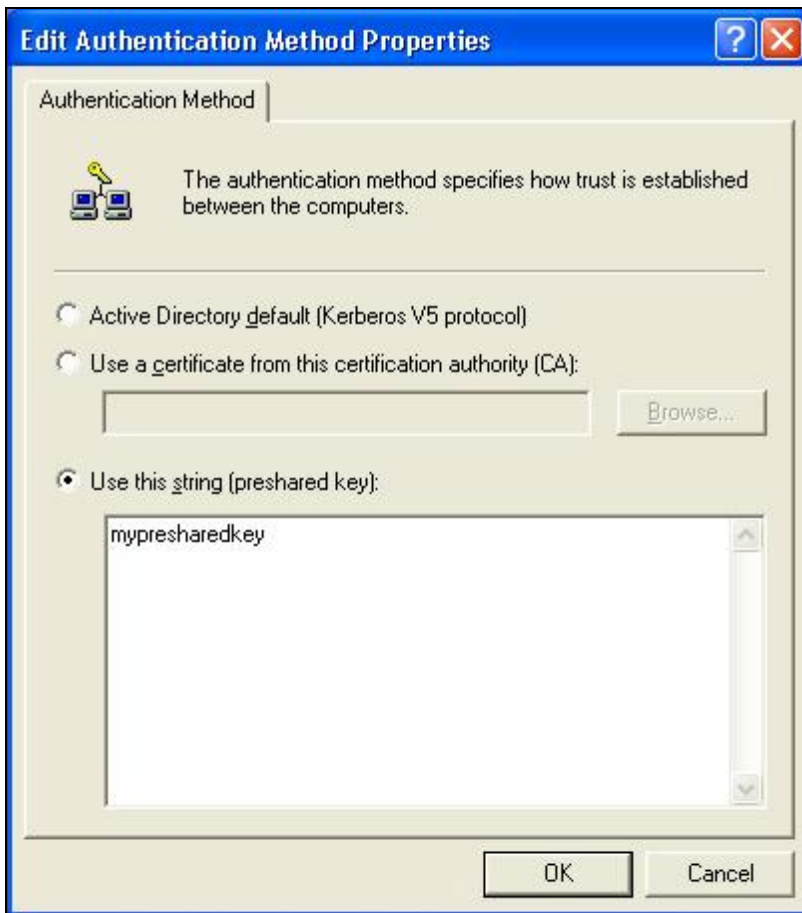 Edit Authentication Method Properties
Authentication Method
The authentication method specifies how trust is established
between the computers.
Active Directory default (Kerberos V5 protocol)
Use a certificate from this certification authority (CA):
Browse...
Use this string (preshared key):
mypresharedkey
OK
Cancel